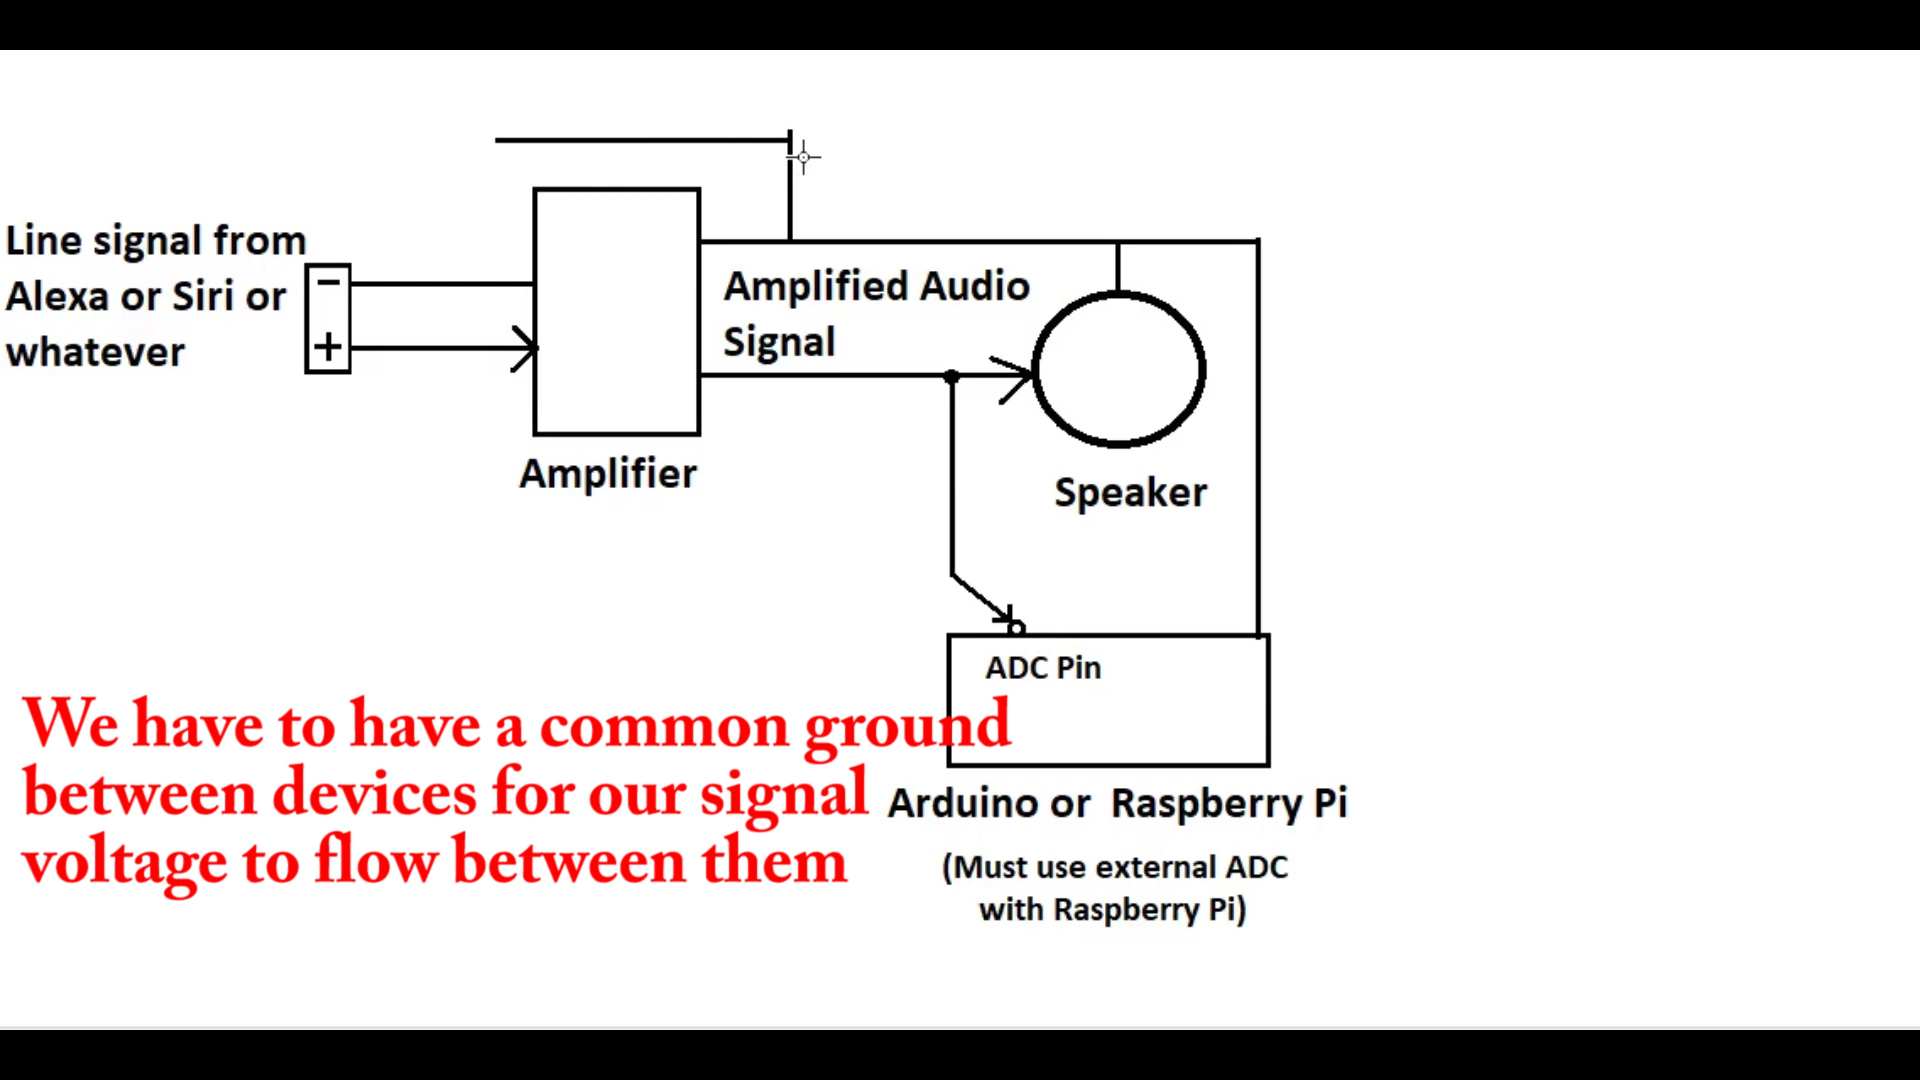 Line signal from
Alexa or Siri or
whatever
−
+
Amplified Audio
Signal
Amplifier
Speaker
ADC Pin
We have to have a common ground
between devices for our signal
voltage to flow between them
Arduino or Raspberry Pi
(Must use external ADC
with Raspberry Pi)